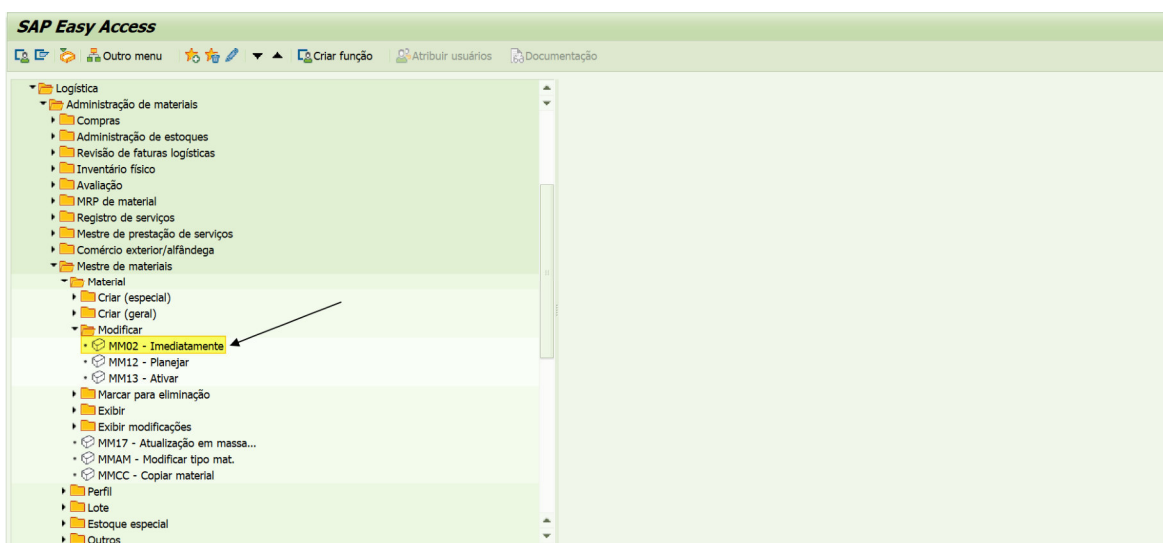 SAP Easy Access
Outro menu Criar função Atribuir usuários Documentação
Logística
Administração de materiais
Compras
Administração de estoques
Revisão de faturas logísticas
Inventário físico
Avaliação
MRP de material
Registro de serviços
Mestre de prestação de serviços
Comércio exterior/alfândega
Mestre de materiais
Material
Criar (especial)
Criar (geral)
Modificar
MM02 - Imediatamente
MM12 - Planejar
MM13 - Ativar
Marcar para eliminação
Exibir
Exibir modificações
MM17 - Atualização em massa...
MMAM - Modificar tipo mat.
MMCC - Copiar material
Perfil
Lote
Estoque especial
Outros